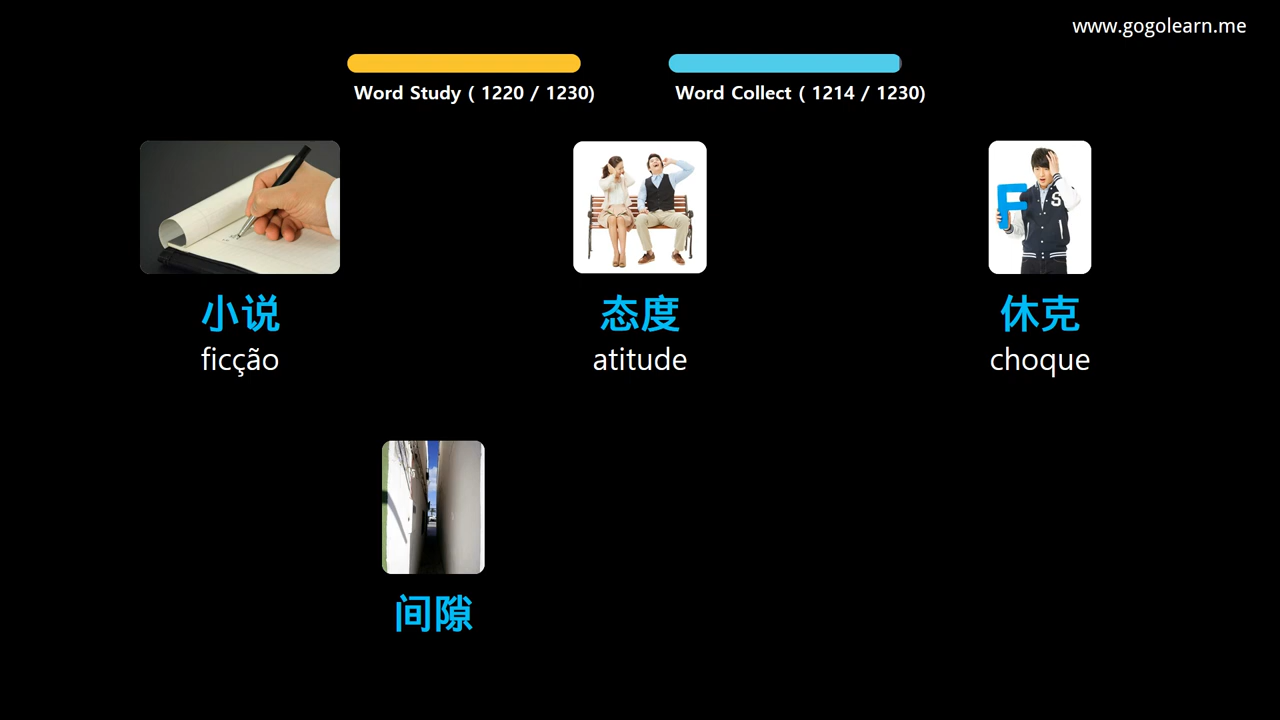 www.gogolearn.me
Word Study ( 1220 / 1230)
Word Collect ( 1214 / 1230)
小说
ficção
态度
atitude
休克
choque
间隙